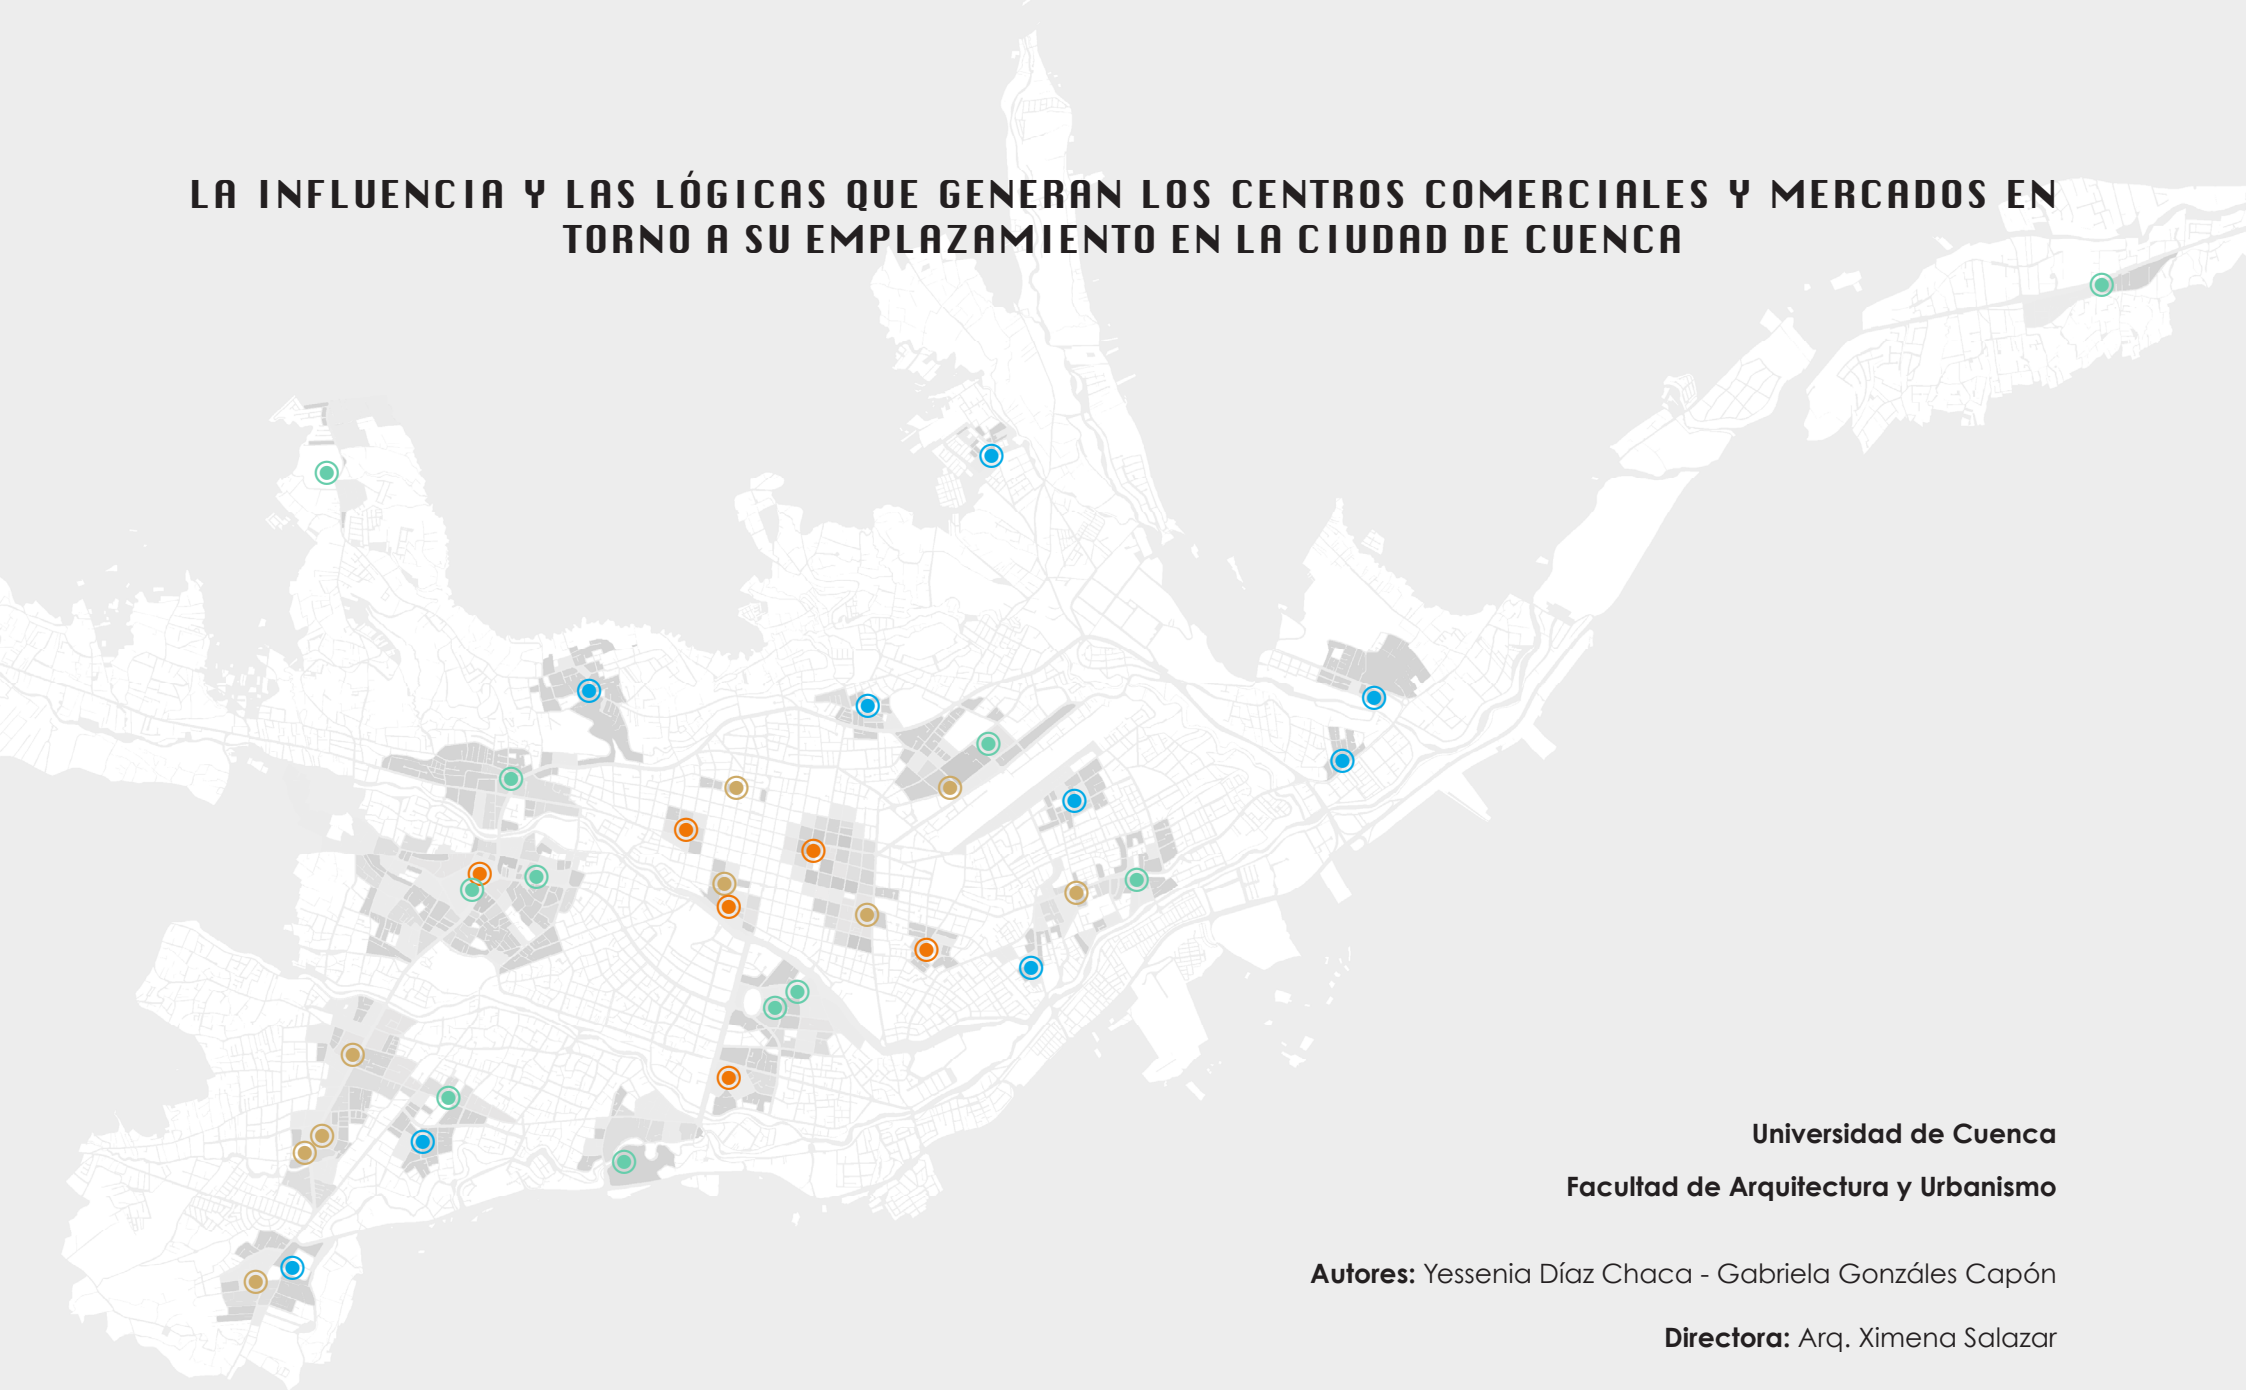 LA INFLUENCIA Y LAS LÓGICAS QUE GENERAN LOS CENTROS COMERCIALES Y MERCADOS EN
TORNO A SU EMPLAZAMIENTO EN LA CIUDAD DE CUENCA
Universidad de Cuenca
Facultad de Arquitectura y Urbanismo
Autores: Yessenia Díaz Chaca - Gabriela Gonzáles Capón
Directora: Arq. Ximena Salazar